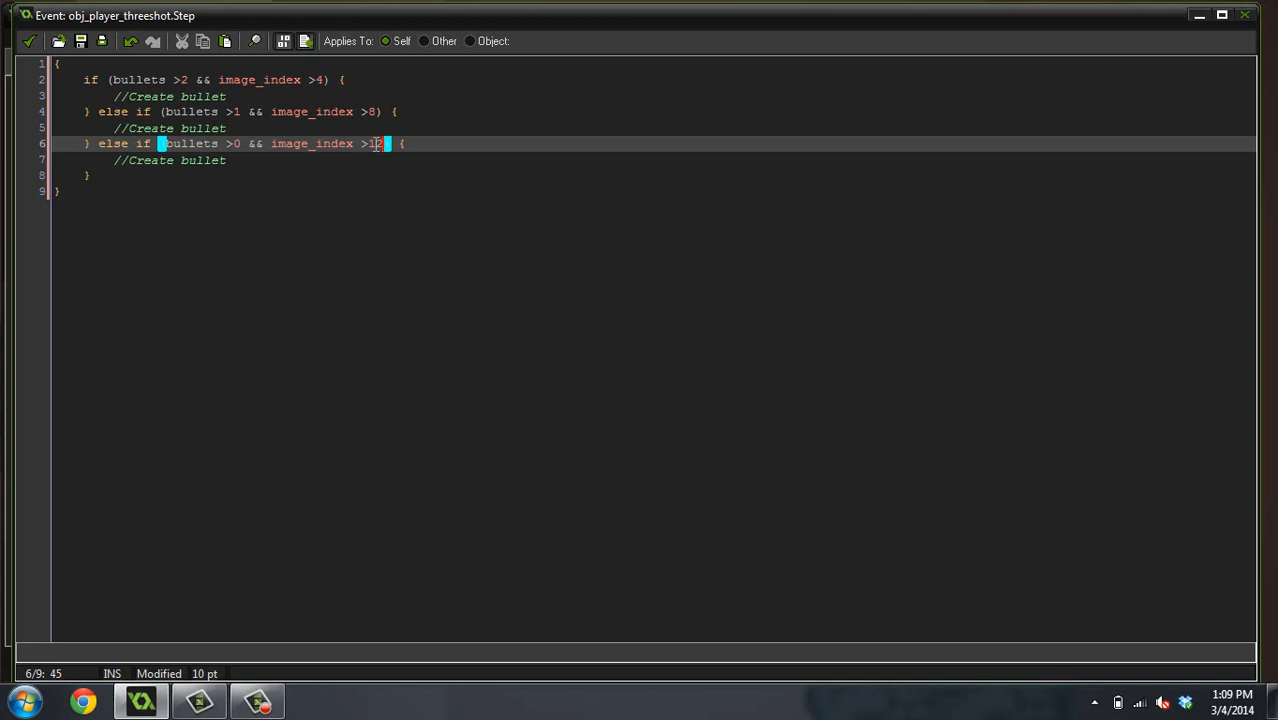 Event: obj_player_threeshot.Step
Applies To: Self Other Object:
1 {
2 if (bullets >2 && image_index >4) {
3 //Create bullet
4 } else if (bullets >1 && image_index >8) {
5 //Create bullet
6 } else if (bullets >0 && image_index >12) {
7 //Create bullet
8 }
9 }
6/9: 45 INS Modified 10 pt
1:09 PM
3/4/2014